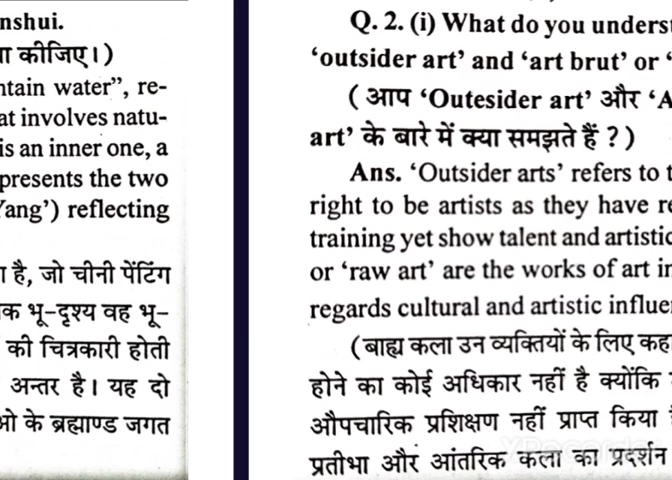 nshui.
ा कीजिए।)
ntain water”, re-
at involves natu-
is an inner one, a
presents the two
Yang’) reflecting
ा है, जो चीनी पेंटिंग
क भू-दृश्य वह भू-
की चित्रकारी होती
अन्तर है। यह दो
ओ के ब्रह्माण्ड जगत
Q. 2. (i) What do you underst
‘outsider art’ and ‘art brut’ or ‘
( आप ‘Outesider art’ और ‘A
art’ के बारे में क्या समझते हैं ? )
Ans. ‘Outsider arts’ refers to t
right to be artists as they have re
training yet show talent and artistic
or ‘raw art’ are the works of art in
regards cultural and artistic influe
(बाह्य कला उन व्यक्तियों के लिए कह
होने का कोई अधिकार नहीं है क्योंकि
औपचारिक प्रशिक्षण नहीं प्राप्त किया है
प्रतीभा और आंतरिक कला का प्रदर्शन
XRecorder